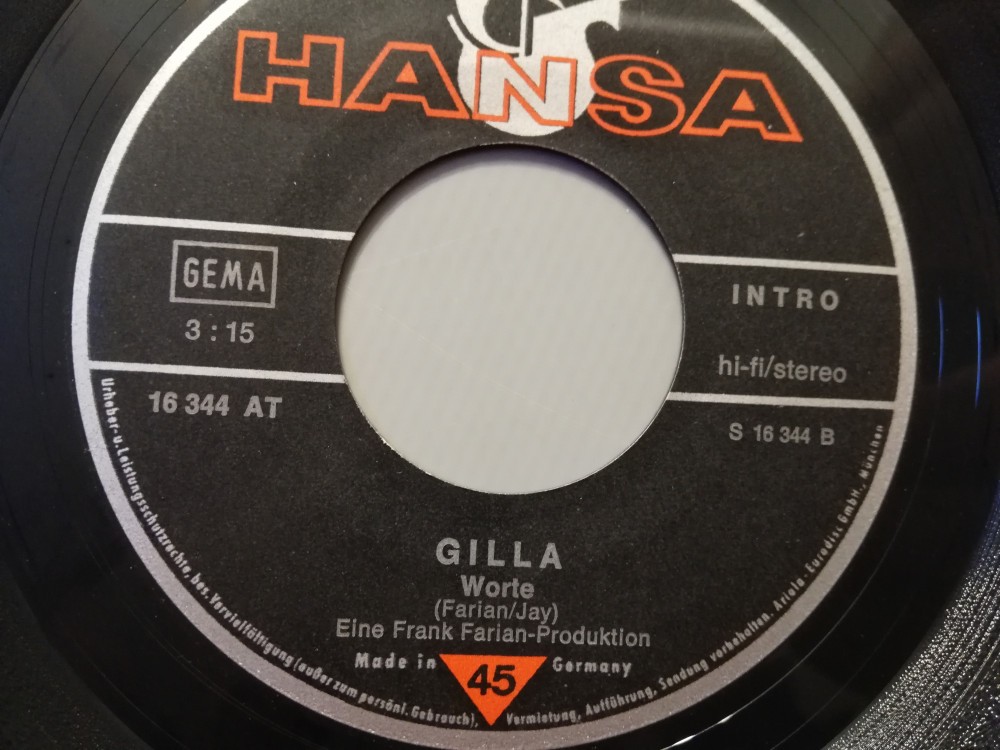 HANSA
GEMA
3 : 15
16 344 AT
INTRO
hi-fi/stereo
S 16 344 B
GILLA
Worte
(Farian/Jay)
Eine Frank Farian-Produktion
Made in 45 Germany
Urheber- u. Leistungsschutzrechte, bes. Vervielfältigung (außer zum persönl. Gebrauch), Vermietung, Aufführung, Sendung vorbehalten. Ariola-Eurodisc GmbH., München